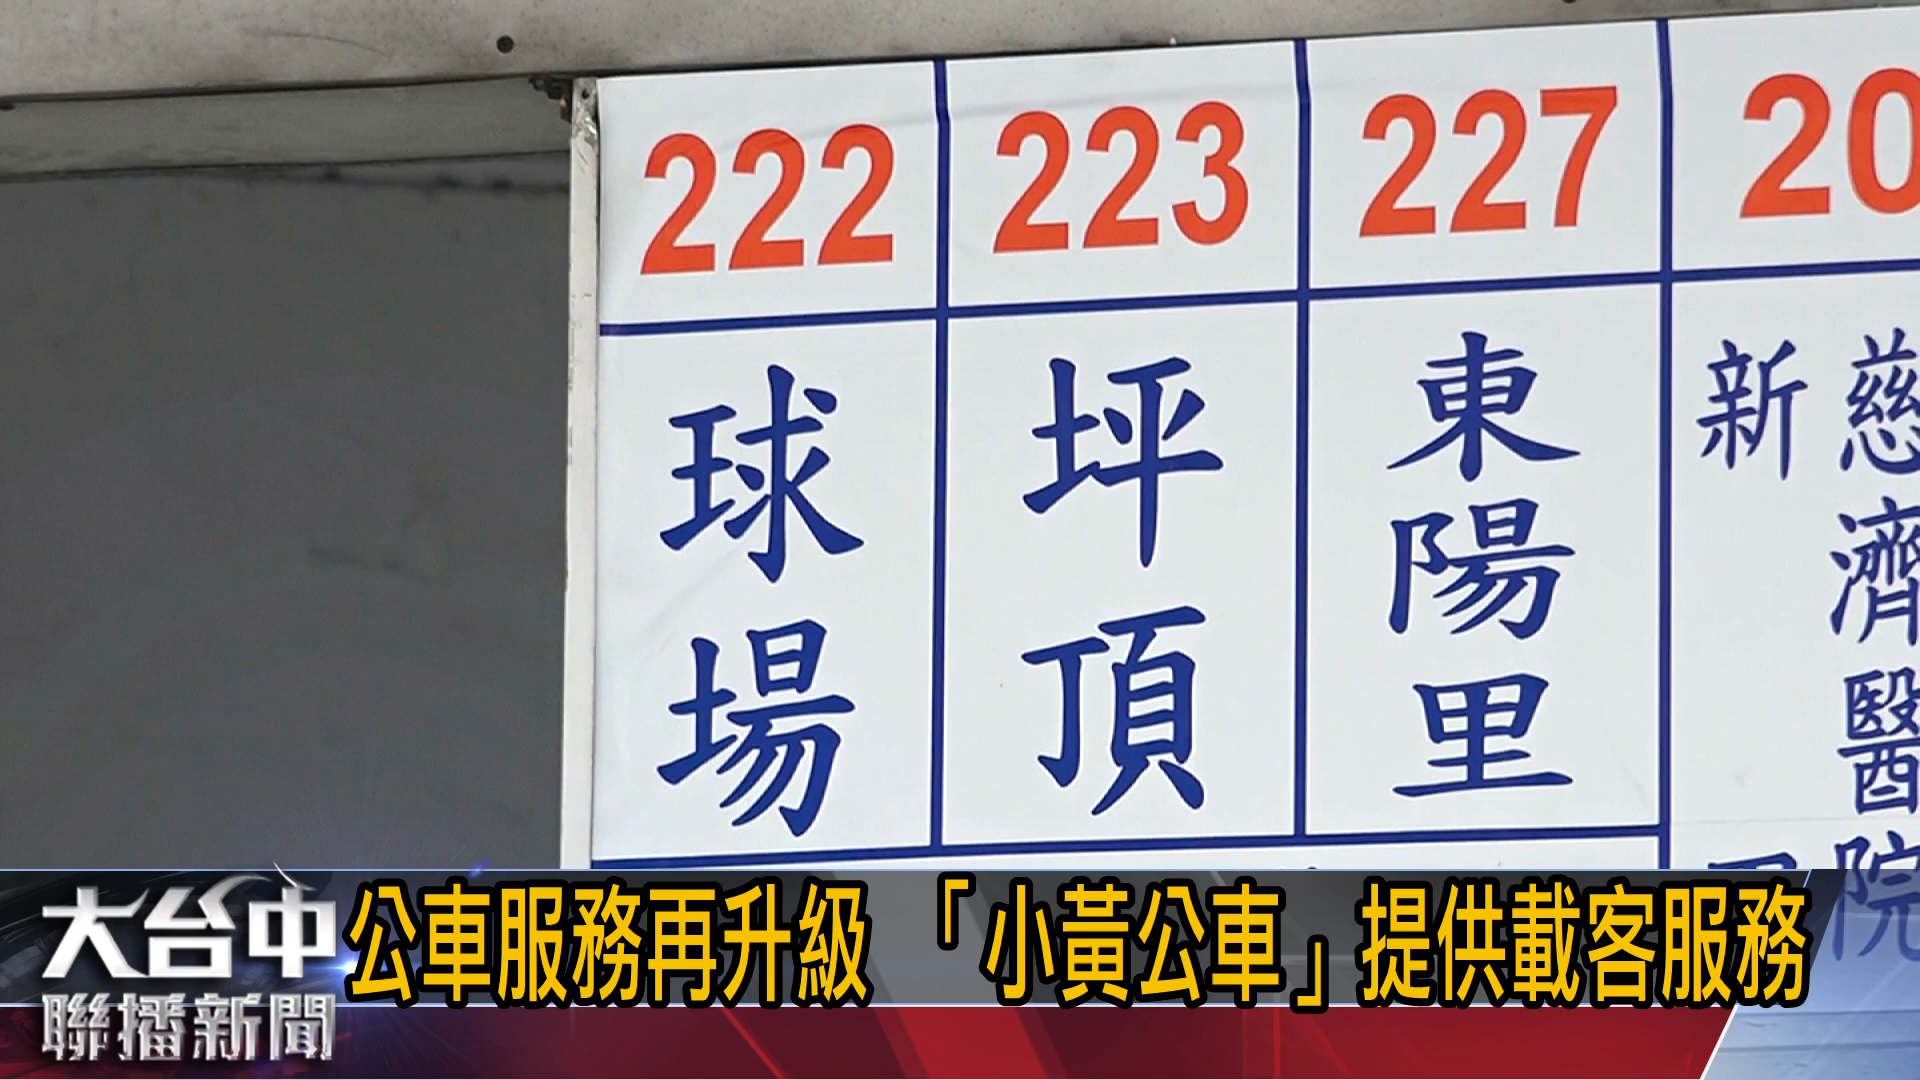 222 223 227 20
球場
坪頂
東陽里
新
慈濟醫院
大台中
聯播新聞
公車服務再升級 「小黃公車」提供載客服務